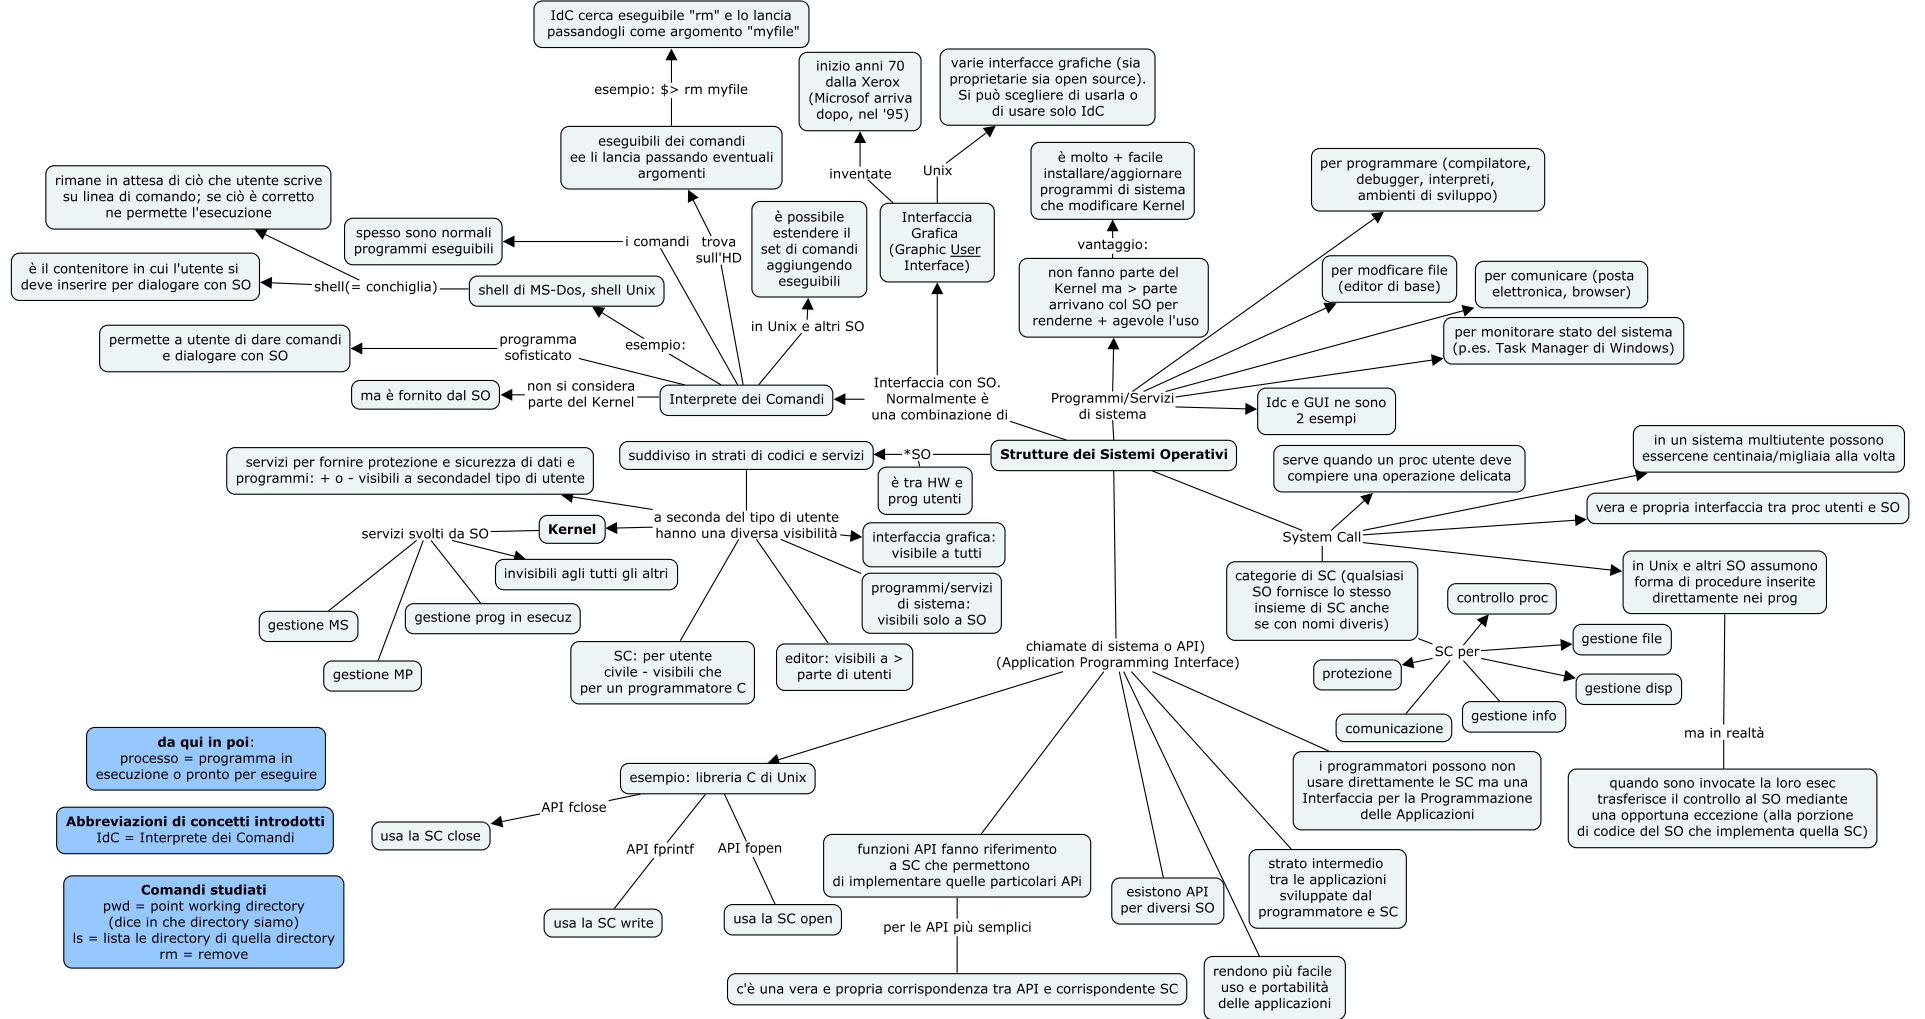 IdC cerca eseguibile "rm" e lo lancia
passandogli come argomento "myfile"
esempio: $> rm myfile
eseguibili dei comandi
ee li lancia passando eventuali
argomenti
inizio anni 70
dalla Xerox
(Microsof arriva
dopo, nel '95)
inventate
varie interfacce grafiche (sia
proprietarie sia open source).
Si può scegliere di usarla o
di usare solo IdC
Unix
Interfaccia
Grafica
(Graphic User
Interface)
è molto + facile
installare/aggiornare
programmi di sistema
che modificare Kernel
vantaggio:
non fanno parte del
Kernel ma > parte
arrivano col SO per
renderne + agevole l'uso
per programmare (compilatore,
debugger, interpreti,
ambienti di sviluppo)
per modficare file
(editor di base)
per comunicare (posta
elettronica, browser)
per monitorare stato del sistema
(p.es. Task Manager di Windows)
Idc e GUI ne sono
2 esempi
Programmi/Servizi
di sistema
rimane in attesa di ciò che utente scrive
su linea di comando; se ciò è corretto
ne permette l'esecuzione
spesso sono normali
programmi eseguibili
i comandi
trova
sull'HD
è possibile
estendere il
set di comandi
aggiungendo
eseguibili
in Unix e altri SO
è il contenitore in cui l'utente si
deve inserire per dialogare con SO
shell(= conchiglia)
shell di MS-Dos, shell Unix
esempio:
permette a utente di dare comandi
e dialogare con SO
programma
sofisticato
ma è fornito dal SO
non si considera
parte del Kernel
Interprete dei Comandi
Interfaccia con SO.
Normalmente è
una combinazione di
Strutture dei Sistemi Operativi
*SO
è tra HW e
prog utenti
suddiviso in strati di codici e servizi
servizi per fornire protezione e sicurezza di dati e
programmi: + o - visibili a secondadel tipo di utente
a seconda del tipo di utente
hanno una diversa visibilità
Kernel
servizi svolti da SO
invisibili agli tutti gli altri
gestione MS
gestione MP
gestione prog in esecuz
interfaccia grafica:
visibile a tutti
programmi/servizi
di sistema:
visibili solo a SO
SC: per utente
civile - visibili che
per un programmatore C
editor: visibili a >
parte di utenti
serve quando un proc utente deve
compiere una operazione delicata
in un sistema multiutente possono
essercene centinaia/migliaia alla volta
vera e propria interfaccia tra proc utenti e SO
System Call
in Unix e altri SO assumono
forma di procedure inserite
direttamente nei prog
ma in realtà
quando sono invocate la loro esec
trasferisce il controllo al SO mediante
una opportuna eccezione (alla porzione
di codice del SO che implementa quella SC)
categorie di SC (qualsiasi
SO fornisce lo stesso
insieme di SC anche
se con nomi diveris)
SC per
controllo proc
gestione file
gestione disp
gestione info
comunicazione
protezione
chiamate di sistema o API)
(Application Programming Interface)
esempio: libreria C di Unix
API fclose
usa la SC close
API fprintf
usa la SC write
API fopen
usa la SC open
funzioni API fanno riferimento
a SC che permettono
di implementare quelle particolari APi
per le API più semplici
c'è una vera e propria corrispondenza tra API e corrispondente SC
esistono API
per diversi SO
rendono più facile
uso e portabilità
delle applicazioni
strato intermedio
tra le applicazioni
sviluppate dal
programmatore e SC
i programmatori possono non
usare direttamente le SC ma una
Interfaccia per la Programmazione
delle Applicazioni
da qui in poi:
processo = programma in
esecuzione o pronto per eseguire
Abbreviazioni di concetti introdotti
IdC = Interprete dei Comandi
Comandi studiati
pwd = point working directory
(dice in che directory siamo)
ls = lista le directory di quella directory
rm = remove